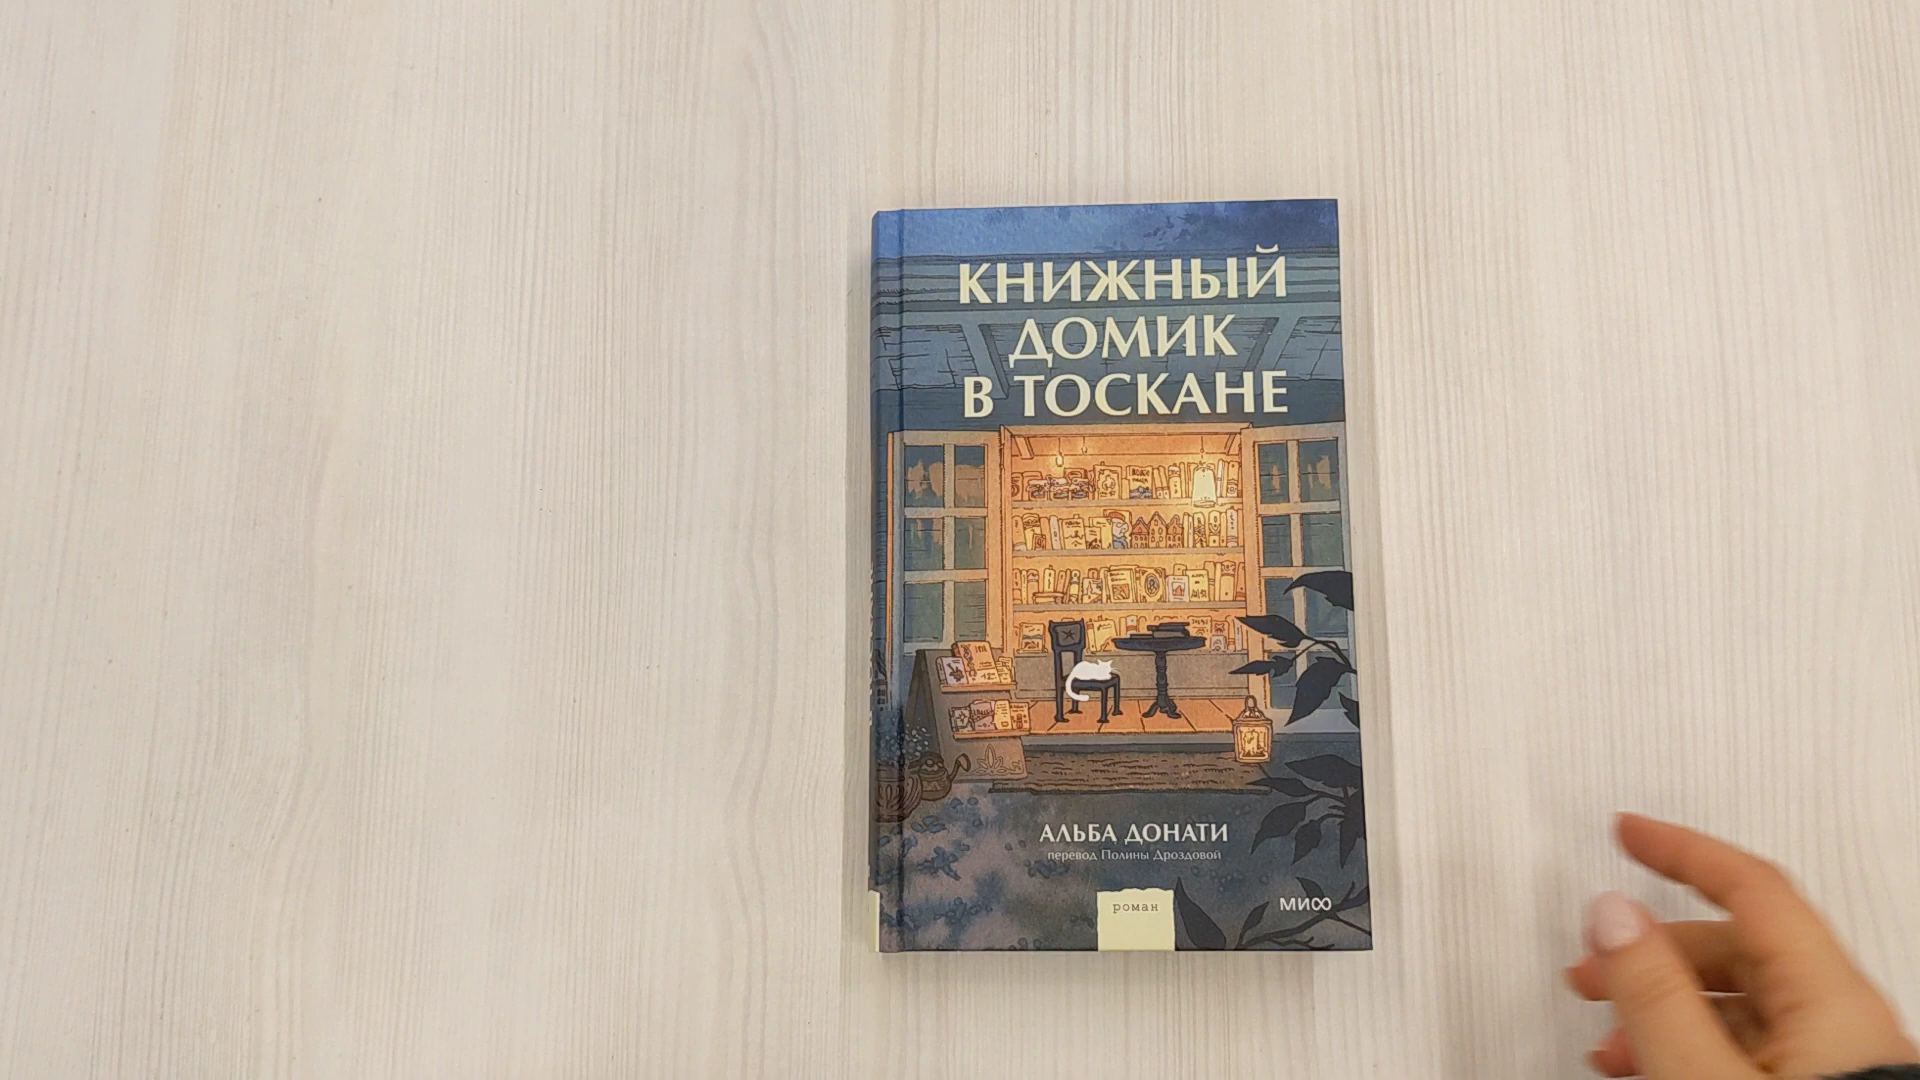 КНИЖНЫЙ
ДОМИК
В ТОСКАНЕ
АЛЬБА ДОНАТИ
перевод Полины Дроздовой
роман
миф